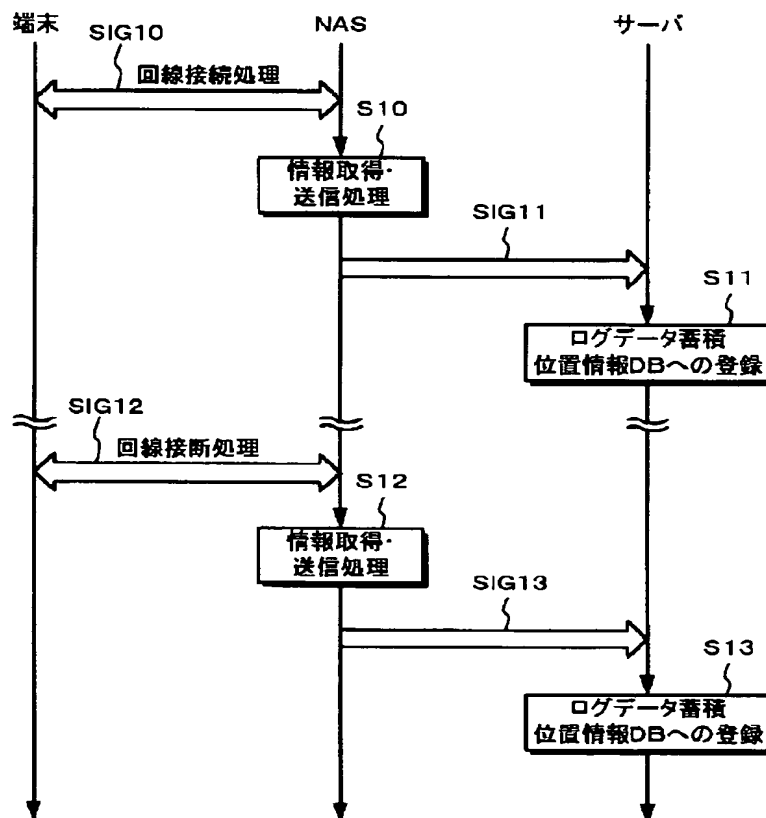 端末
NAS
サーバ
SIG10
回線接続処理
S10
情報取得・
送信処理
SIG11
S11
ログデータ蓄積
位置情報DBへの登録
SIG12
回線接断処理
S12
情報取得・
送信処理
SIG13
S13
ログデータ蓄積
位置情報DBへの登録